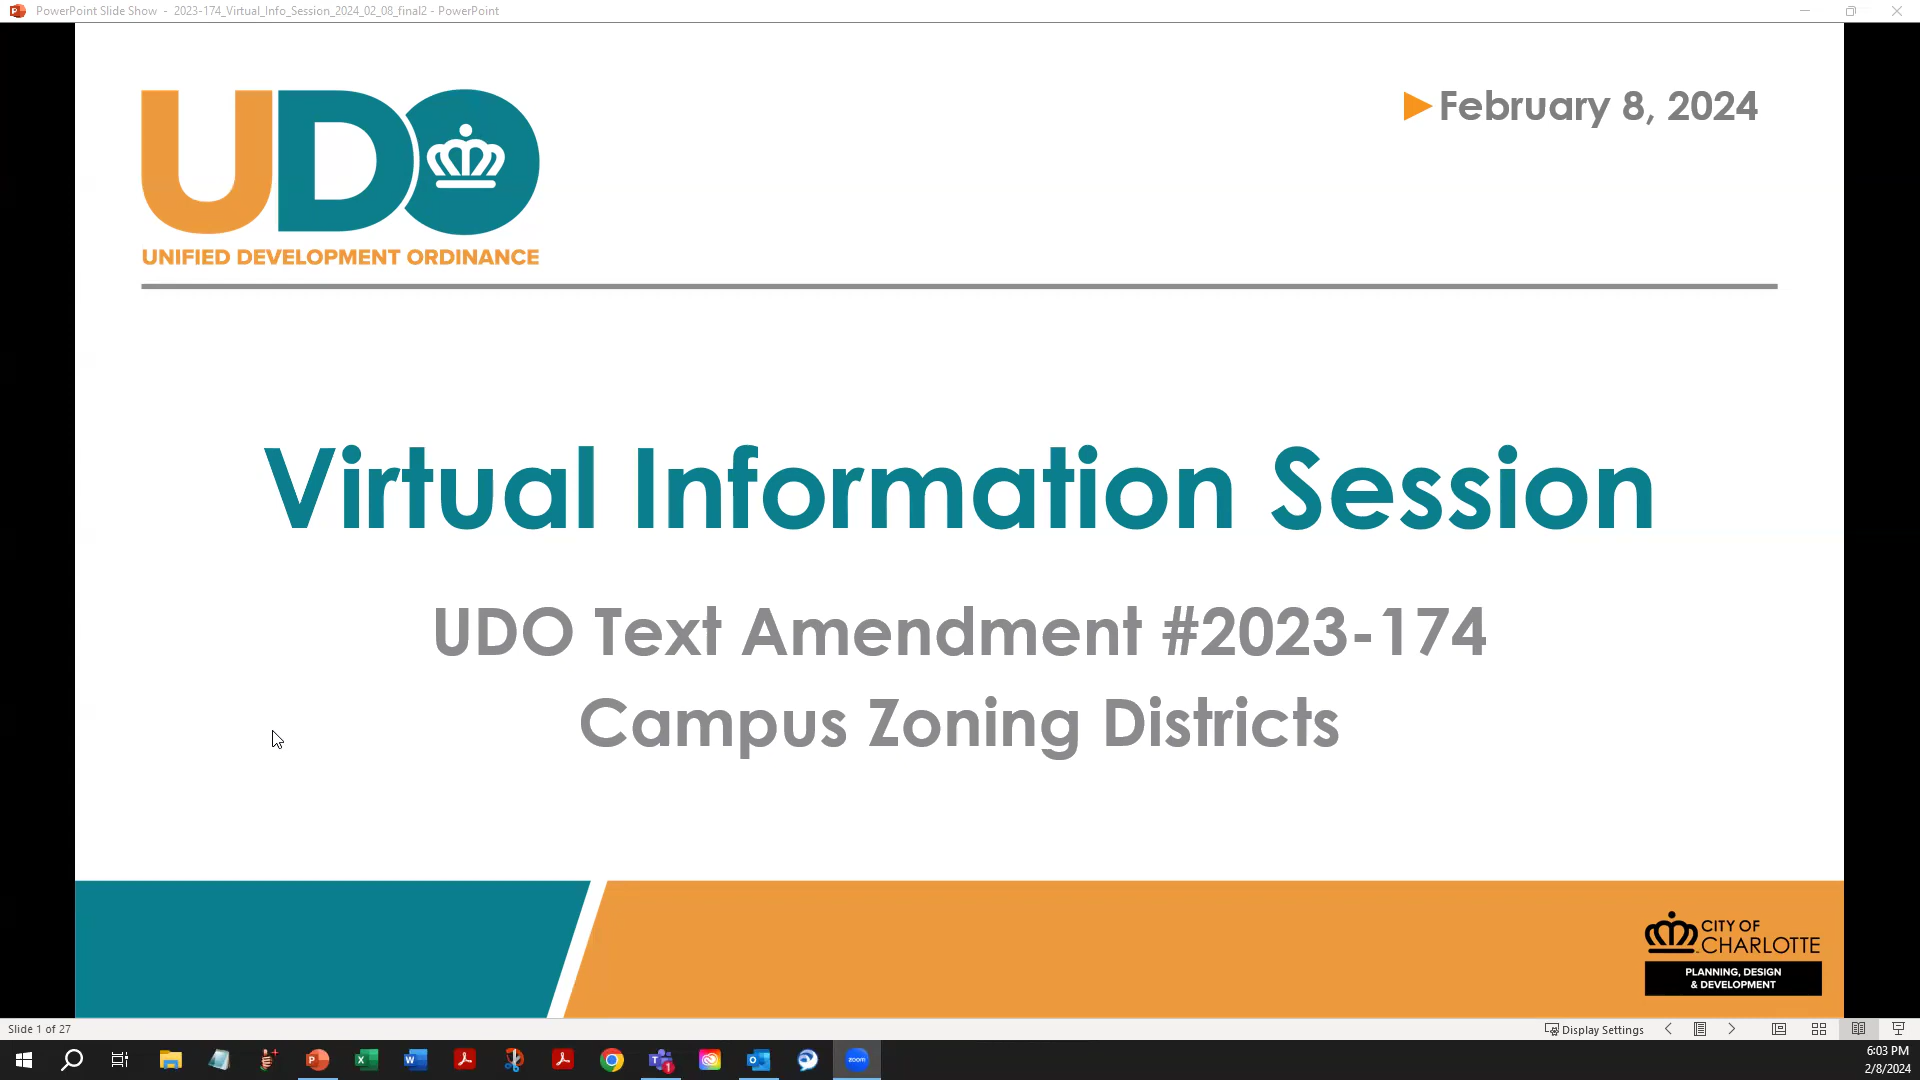 PowerPoint Slide Show - 2023-174_Virtual_Info_Session_2024_02_08_final2 - PowerPoint
UDO
UNIFIED DEVELOPMENT ORDINANCE
February 8, 2024
Virtual Information Session
UDO Text Amendment #2023-174
Campus Zoning Districts
CITY OF
CHARLOTTE
PLANNING, DESIGN
& DEVELOPMENT
Slide 1 of 27
Display Settings
zoom
6:03 PM
2/8/2024